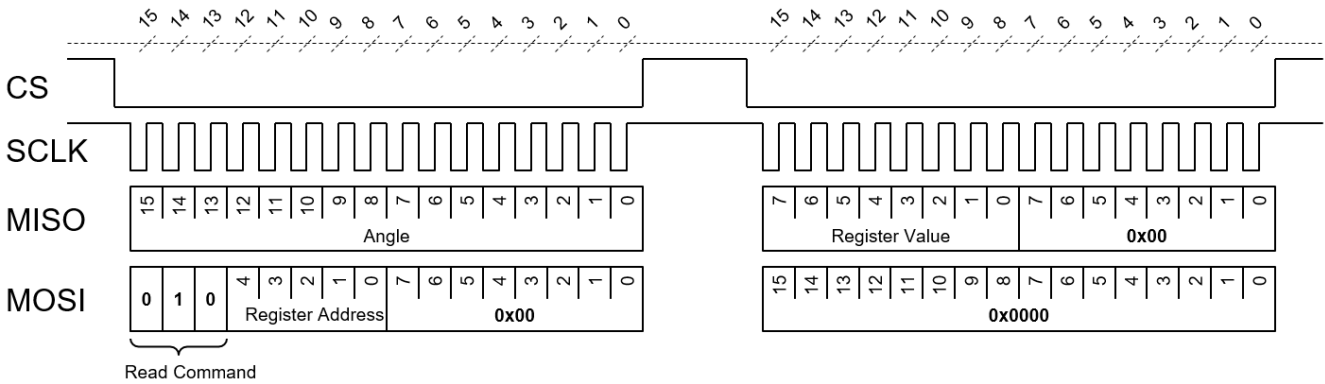 15 14 13 12 11 10 9 8 7 6 5 4 3 2 1 0 15 14 13 12 11 10 9 8 7 6 5 4 3 2 1 0
CS
SCLK
MISO 15 14 13 12 11 10 9 8 7 6 5 4 3 2 1 0 7 6 5 4 3 2 1 0 7 6 5 4 3 2 1 0
Angle Register Value 0x00
MOSI 0 1 0 4 3 2 1 0 7 6 5 4 3 2 1 0 15 14 13 12 11 10 9 8 7 6 5 4 3 2 1 0
Register Address 0x00 0x0000
Read Command